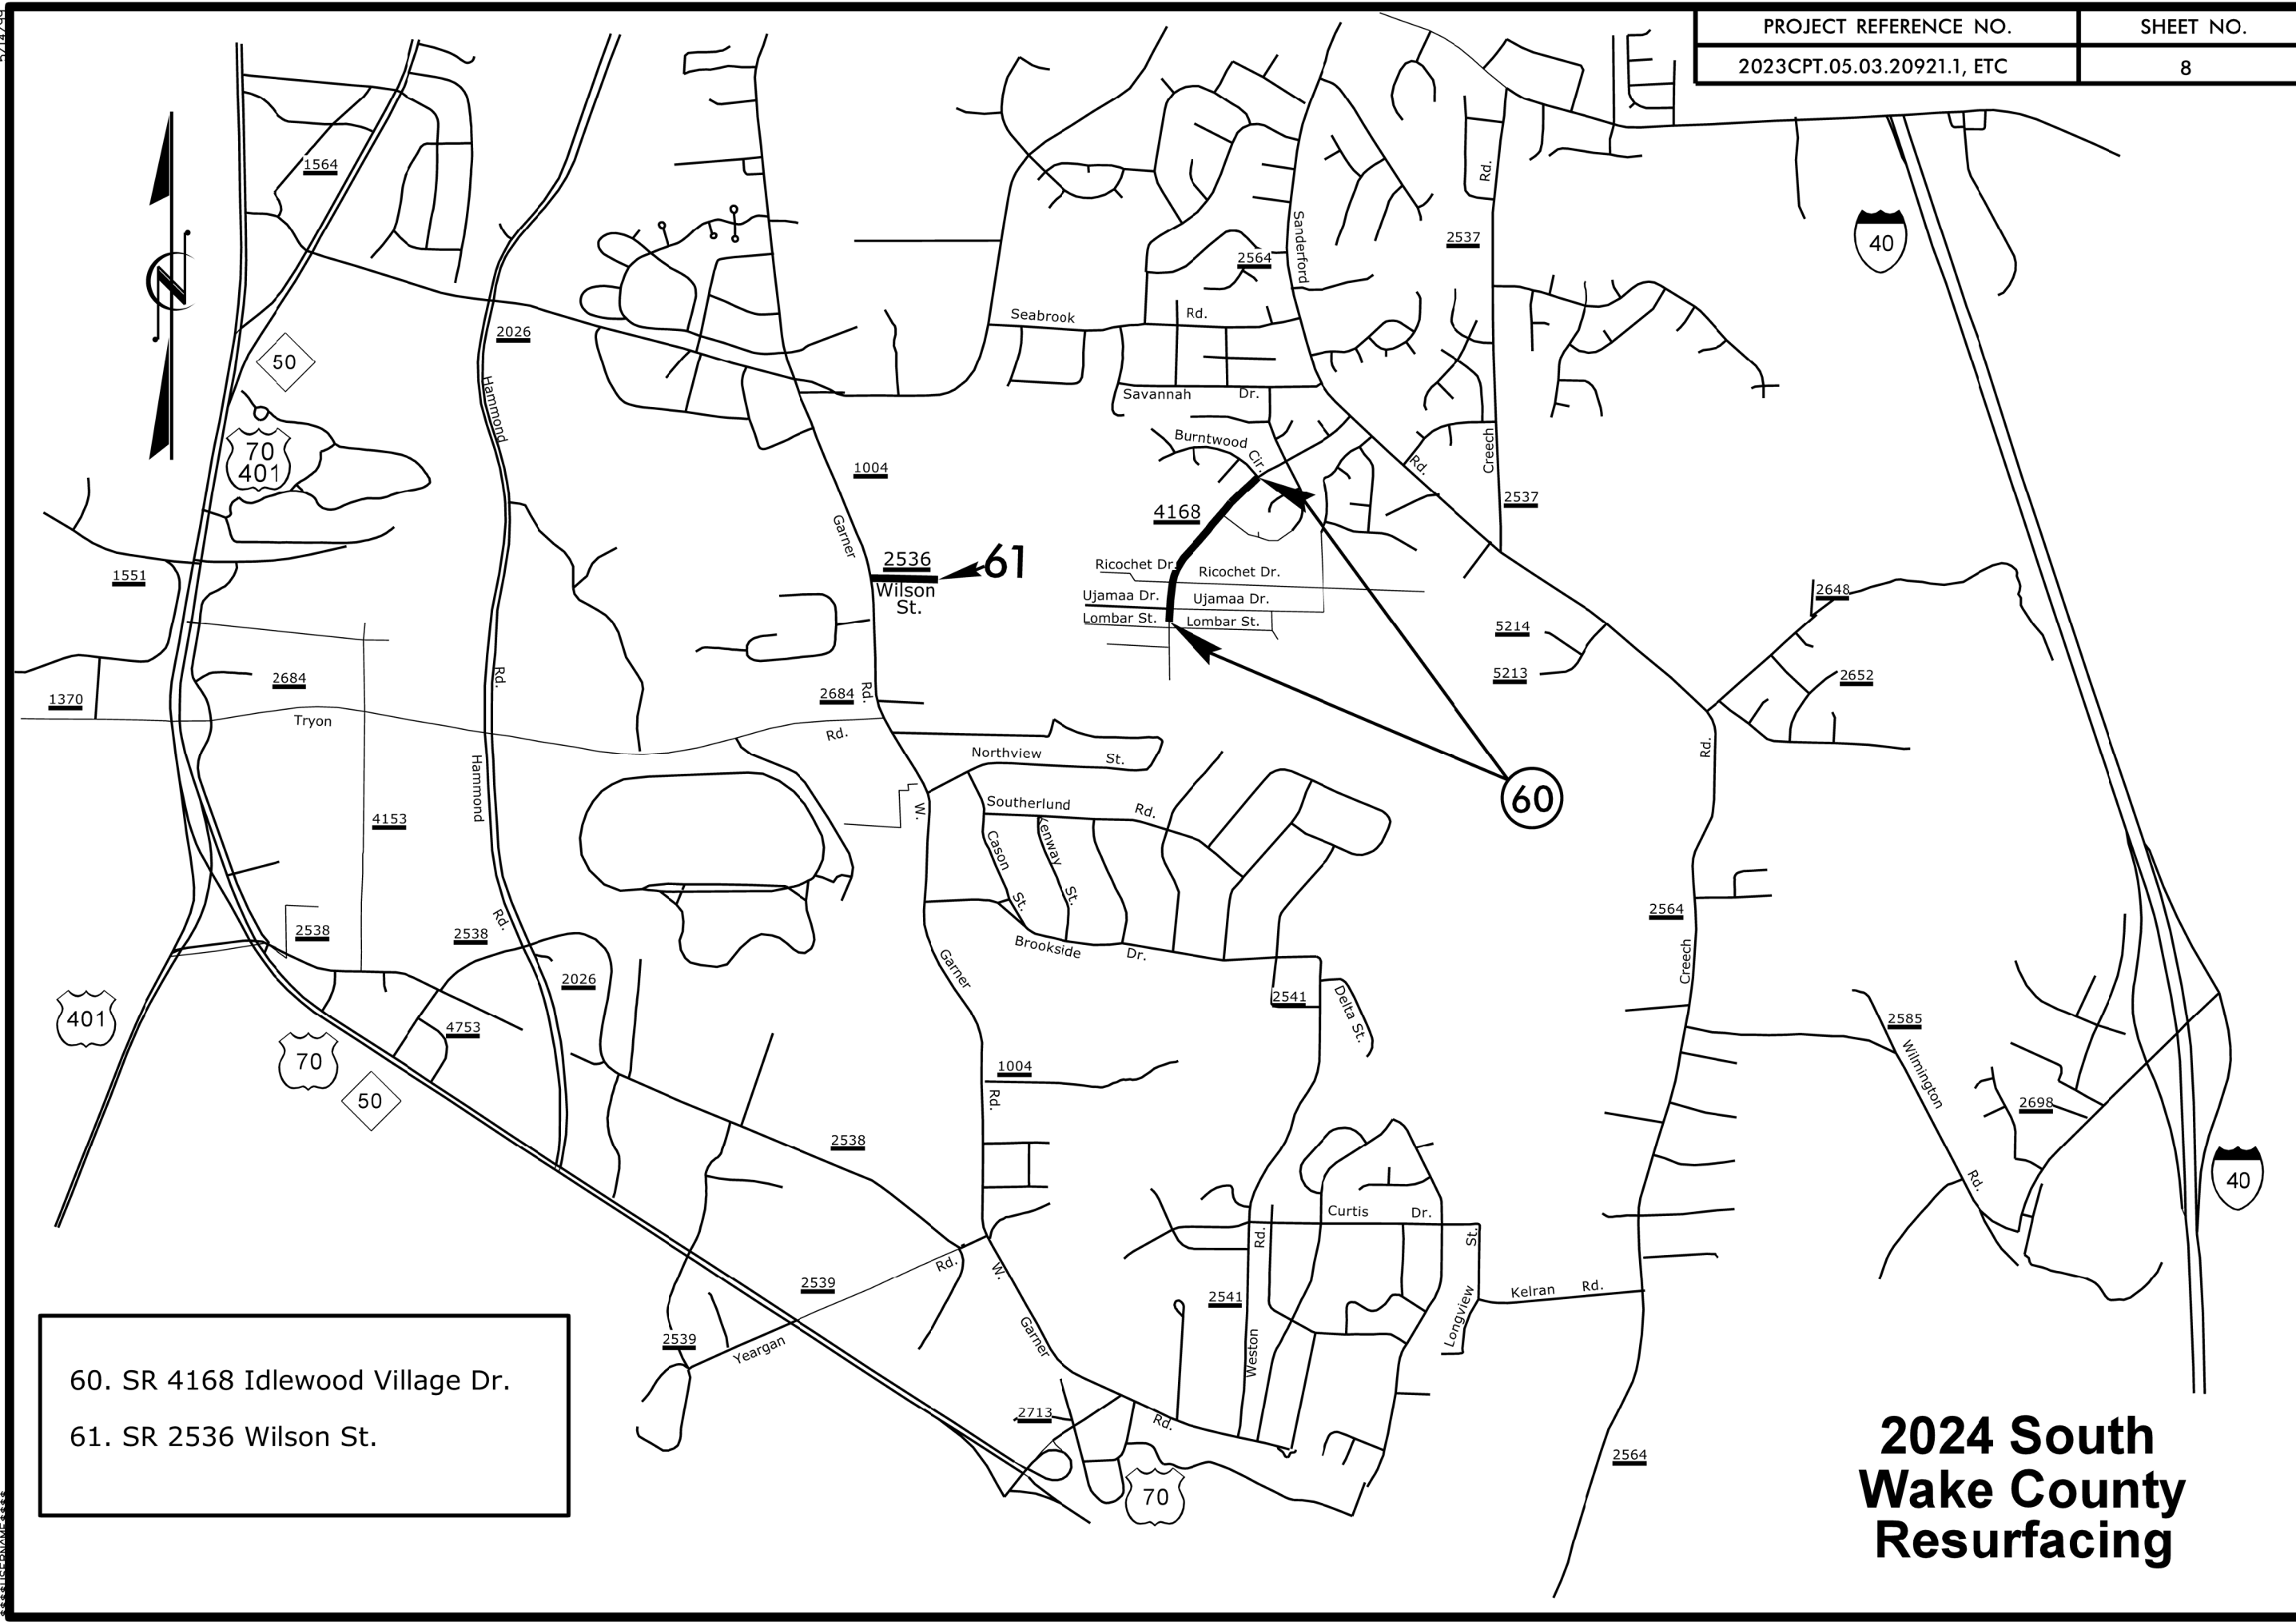 PROJECT REFERENCE NO.
SHEET NO.
2023CPT.05.03.20921.1, ETC
8
1564
40
2537
Rd.
Sanderford
2564
Seabrook
Rd.
2026
50
Hammond
Savannah
Dr.
70
401
1004
Burntwood
Cir.
Rd.
Creech
2537
4168
Garner
2536
61
Wilson
St.
Ricochet Dr.
Ricochet Dr.
Ujamaa Dr.
Ujamaa Dr.
Lombar St.
Lombar St.
1551
2648
5214
5213
2652
2684
Rd.
2684
Rd.
1370
Tryon
Rd.
Northview
St.
Rd.
Hammond
W.
Southerlund
Rd.
60
4153
Cason
St.
Kenway
St.
2538
2538
Rd.
2564
Brookside
Dr.
Garner
Creech
2026
2541
Delta St.
401
4753
70
50
2585
Wilmington
1004
Rd.
2698
2538
40
Rd.
Curtis
Dr.
Rd.
St.
Rd.
W.
2539
2541
Kelran
Rd.
Longview
Garner
2539
Yeargan
Weston
60. SR 4168 Idlewood Village Dr.
61. SR 2536 Wilson St.
2713
Rd.
70
2564
2024 South
Wake County
Resurfacing